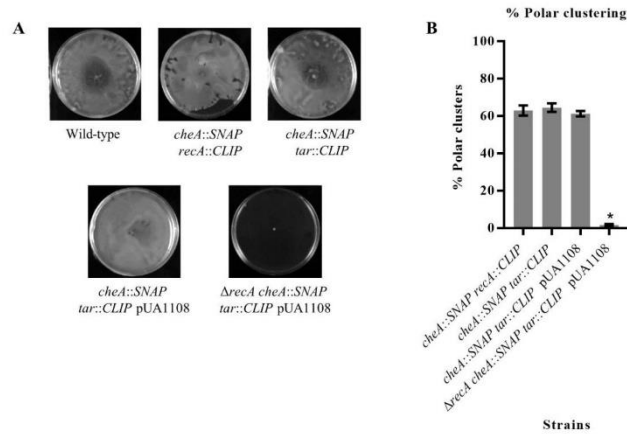 A
Wild-type
cheA::SNAP
recA::CLIP
cheA::SNAP
tar::CLIP
cheA::SNAP
tar::CLIP pUA1108
ΔrecA cheA::SNAP
tar::CLIP pUA1108
B
% Polar clustering
% Polar clusters
100
80
60
40
20
0
*
cheA::SNAP recA::CLIP
cheA::SNAP tar::CLIP
cheA::SNAP tar::CLIP pUA1108
ΔrecA cheA::SNAP tar::CLIP pUA1108
Strains